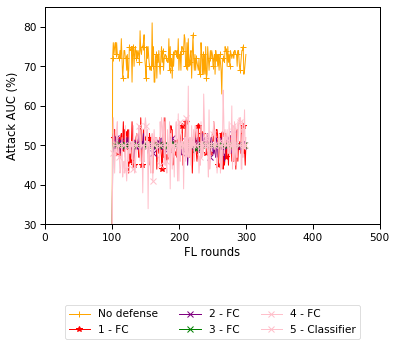 80
70
60
50
40
30
Attack AUC (%)
0 100 200 300 400 500
FL rounds
No defense 2 - FC 4 - FC
1 - FC 3 - FC 5 - Classifier